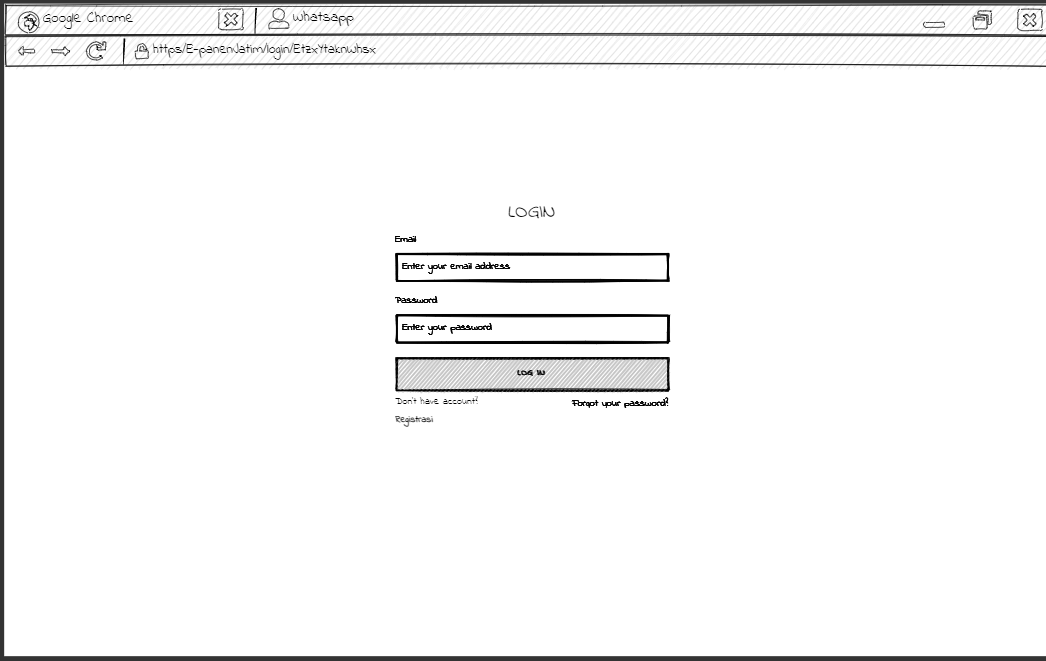 Google Chrome
whatsapp
https/E-panenJatim/login/EtzxYtaknwhsx
LOGIN
Email
Enter your email address
Password
Enter your password
LOG IN
Don't have account?
Forgot your password?
Registrasi